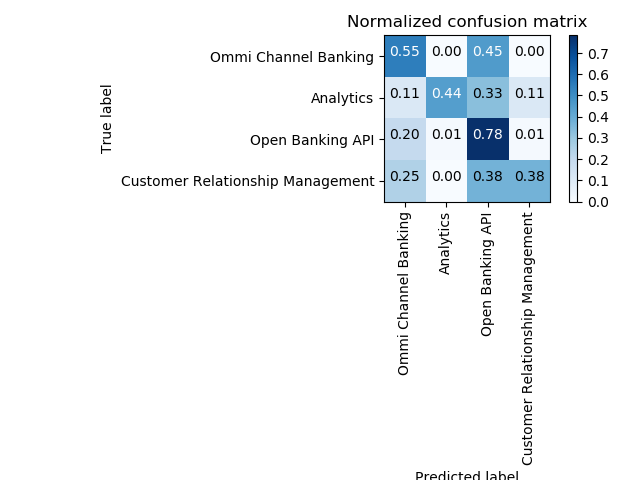 Normalized confusion matrix
True label
Ommi Channel Banking 0.55 0.00 0.45 0.00
Analytics 0.11 0.44 0.33 0.11
Open Banking API 0.20 0.01 0.78 0.01
Customer Relationship Management 0.25 0.00 0.38 0.38
0.7
0.6
0.5
0.4
0.3
0.2
0.1
0.0
Ommi Channel Banking
Analytics
Open Banking API
Customer Relationship Management
Predicted label